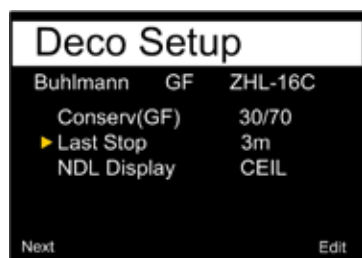 Deco Setup
Buhlmann GF ZHL-16C
Conserv(GF) 30/70
Last Stop 3m
NDL Display CEIL
Next Edit